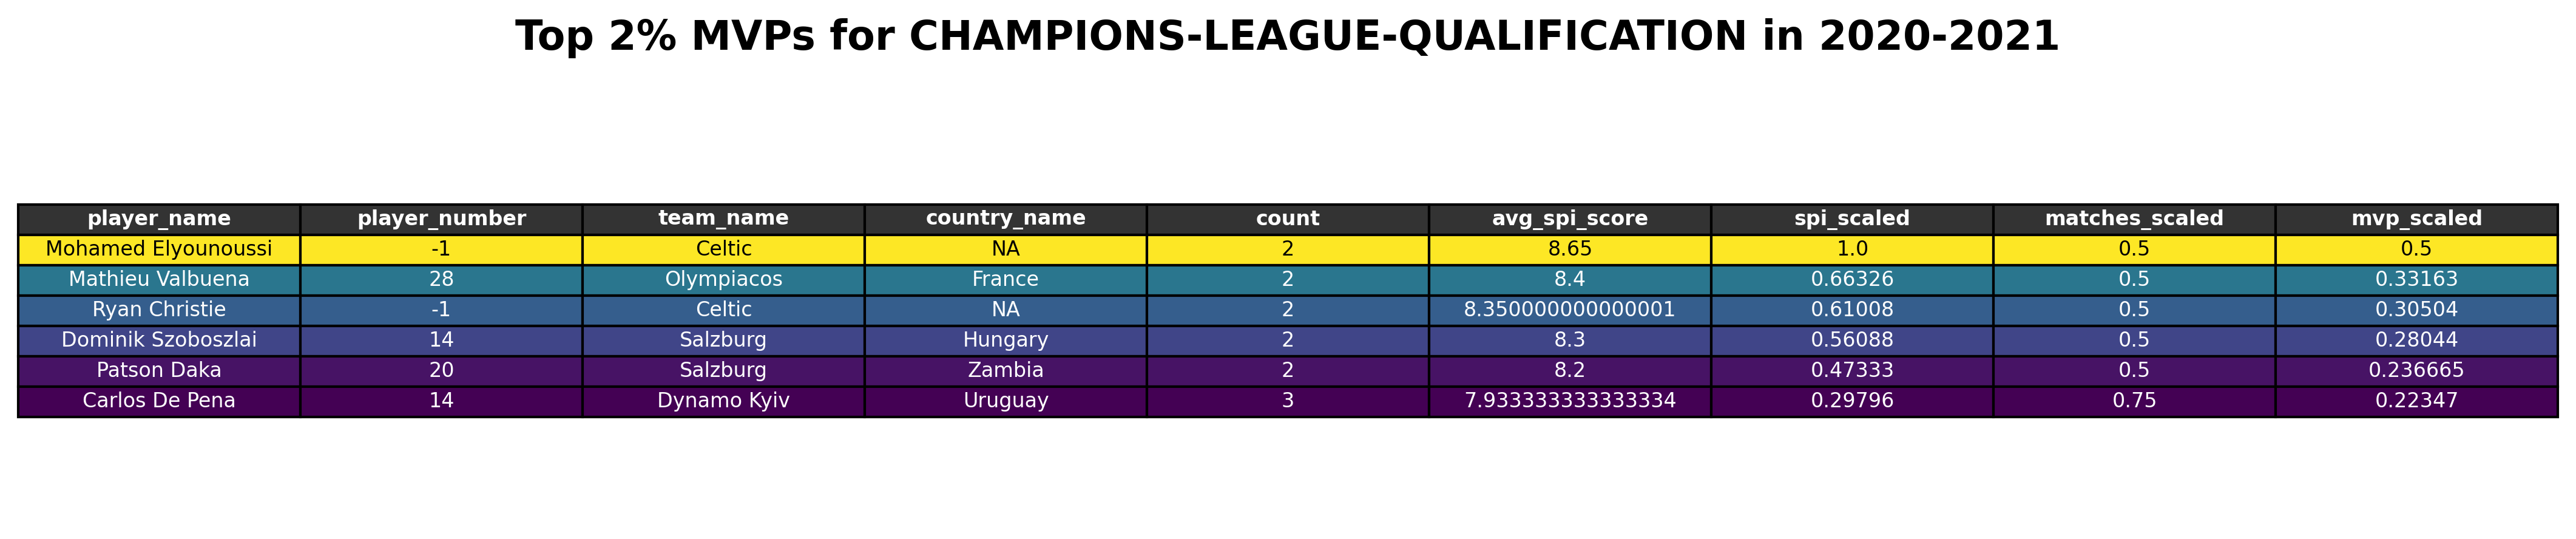 Top 2% MVPs for CHAMPIONS-LEAGUE-QUALIFICATION in 2020-2021
player_name player_number team_name country_name count avg_spi_score spi_scaled matches_scaled mvp_scaled
Mohamed Elyounoussi -1 Celtic NA 2 8.65 1.0 0.5 0.5
Mathieu Valbuena 28 Olympiacos France 2 8.4 0.66326 0.5 0.33163
Ryan Christie -1 Celtic NA 2 8.350000000000001 0.61008 0.5 0.30504
Dominik Szoboszlai 14 Salzburg Hungary 2 8.3 0.56088 0.5 0.28044
Patson Daka 20 Salzburg Zambia 2 8.2 0.47333 0.5 0.236665
Carlos De Pena 14 Dynamo Kyiv Uruguay 3 7.933333333333334 0.29796 0.75 0.22347